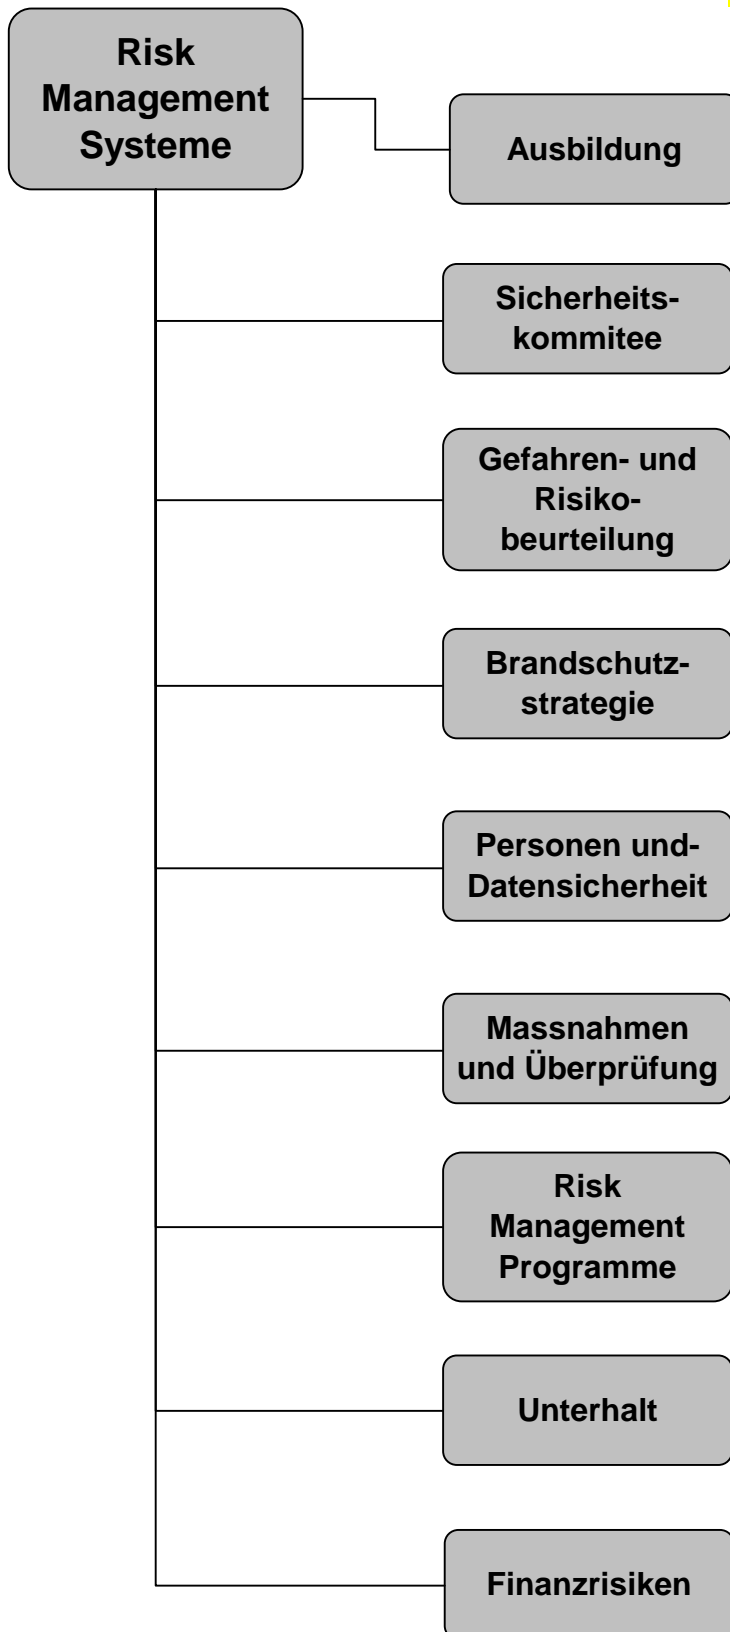 Risk
Management
Systeme
Ausbildung
Sicherheits-
kommitee
Gefahren- und
Risiko-
beurteilung
Brandschutz-
strategie
Personen und-
Datensicherheit
Massnahmen
und Überprüfung
Risk
Management
Programme
Unterhalt
Finanzrisiken